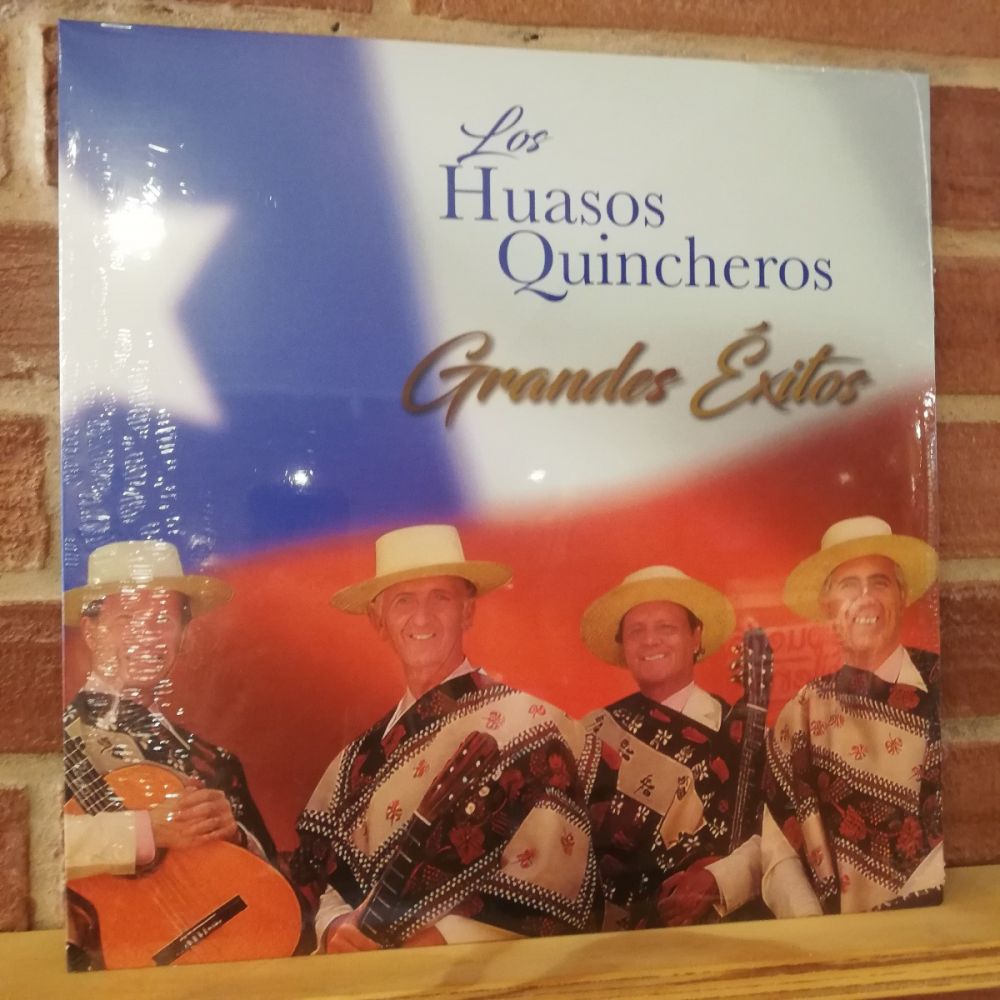 Los
Huasos
Quincheros
Grandes Éxitos